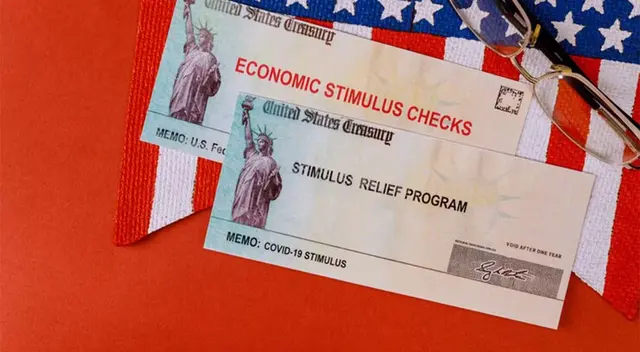 United States Treasury
ECONOMIC STIMULUS CHECKS
MEMO: U.S. Fed
United States Treasury
STIMULUS RELIEF PROGRAM
VOID AFTER ONE YEAR
MEMO: COVID-19 STIMULUS